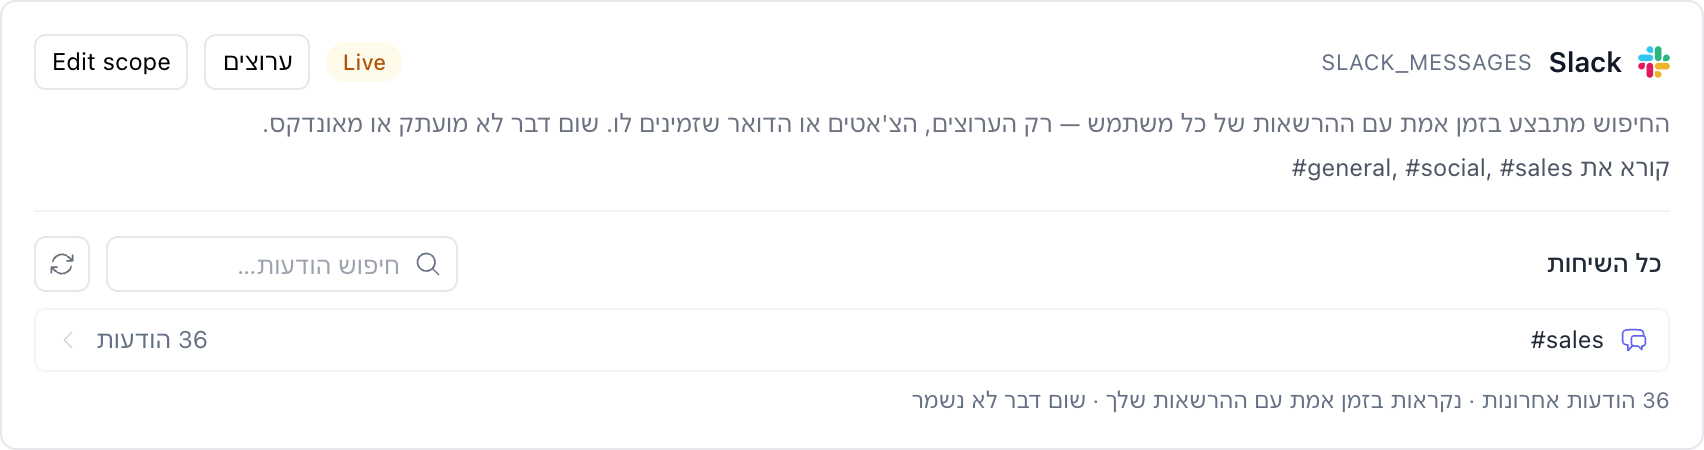 Slack SLACK_MESSAGES
Live ערוצים Edit scope
החיפוש מתבצע בזמן אמת עם ההרשאות של כל משתמש — רק הערוצים, הצ'אטים או הדואר שזמינים לו. שום דבר לא מועתק או מאונדקס.
קורא את #general, #social, #sales
כל השיחות
חיפוש הודעות...
#sales
36 הודעות
36 הודעות אחרונות · נקראות בזמן אמת עם ההרשאות שלך · שום דבר לא נשמר